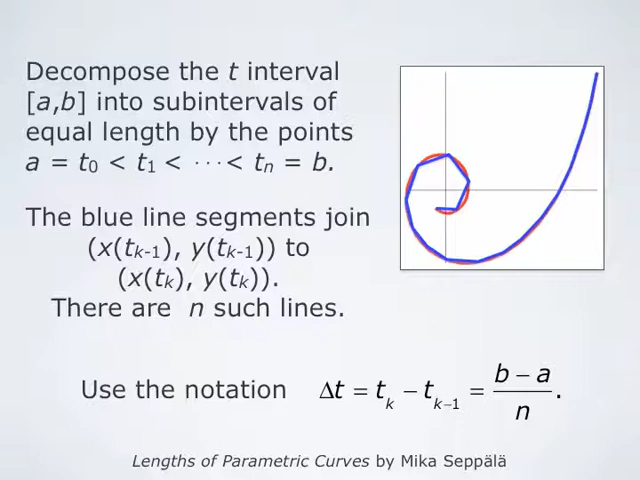 Decompose the t interval
[a,b] into subintervals of
equal length by the points
a = t₀ < t₁ < ⋯ < tₙ = b.
The blue line segments join
(x(tₖ₋₁), y(tₖ₋₁)) to
(x(tₖ), y(tₖ)).
There are n such lines.
Use the notation Δt = tₖ − tₖ₋₁ = (b − a)/n.
Lengths of Parametric Curves by Mika Seppälä